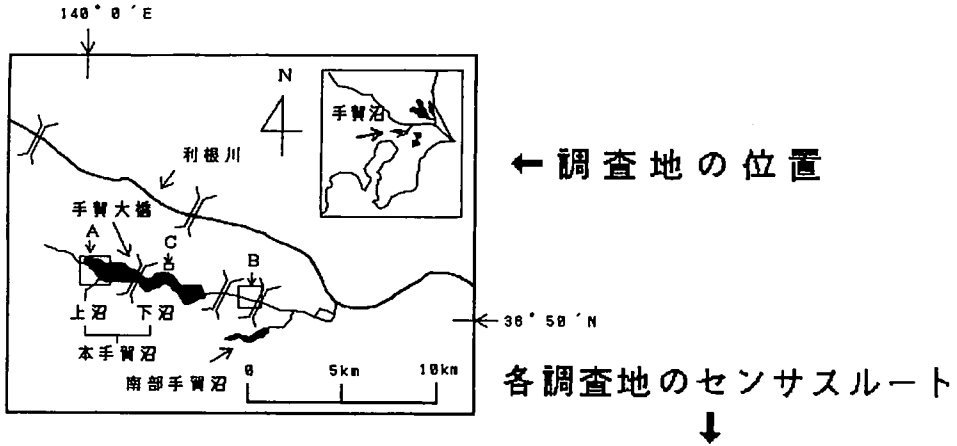 140°0´E
N
手賀沼
利根川
←調査地の位置
手賀大橋
A
C
B
上沼 下沼
36°50´N
本手賀沼
南部手賀沼
0 5km 10km
各調査地のセンサスルート
↓